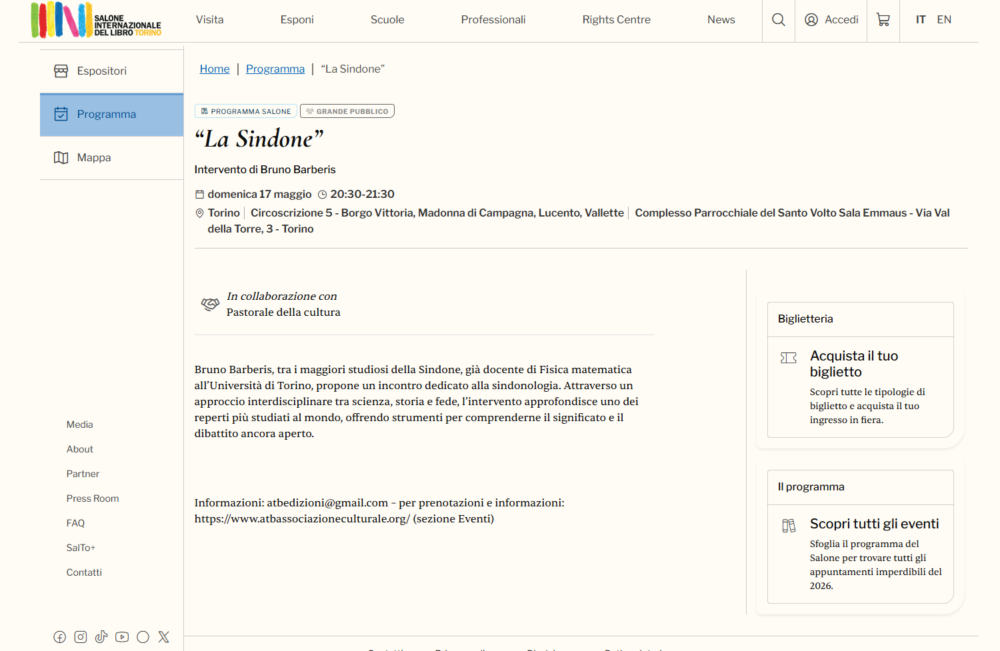 SALONE
INTERNAZIONALE
DEL LIBRO TORINO
Visita
Esponi
Scuole
Professionali
Rights Centre
News
Accedi
IT EN
Espositori
Programma
Mappa
Home | Programma | “La Sindone”
PROGRAMMA SALONE
GRANDE PUBBLICO
“La Sindone”
Intervento di Bruno Barberis
domenica 17 maggio 20:30-21:30
Torino | Circoscrizione 5 - Borgo Vittoria, Madonna di Campagna, Lucento, Vallette | Complesso Parrocchiale del Santo Volto Sala Emmaus - Via Val
della Torre, 3 - Torino
In collaborazione con
Pastorale della cultura
Bruno Barberis, tra i maggiori studiosi della Sindone, già docente di Fisica matematica
all’Università di Torino, propone un incontro dedicato alla sindonologia. Attraverso un
approccio interdisciplinare tra scienza, storia e fede, l’intervento approfondisce uno dei
reperti più studiati al mondo, offrendo strumenti per comprenderne il significato e il
dibattito ancora aperto.
Informazioni: atbedizioni@gmail.com – per prenotazioni e informazioni:
https://www.atbassociazioneculturale.org/ (sezione Eventi)
Biglietteria
Acquista il tuo
biglietto
Scopri tutte le tipologie di
biglietto e acquista il tuo
ingresso in fiera.
Il programma
Scopri tutti gli eventi
Sfoglia il programma del
Salone per trovare tutti gli
appuntamenti imperdibili del
2026.
Media
About
Partner
Press Room
FAQ
SalTo+
Contatti